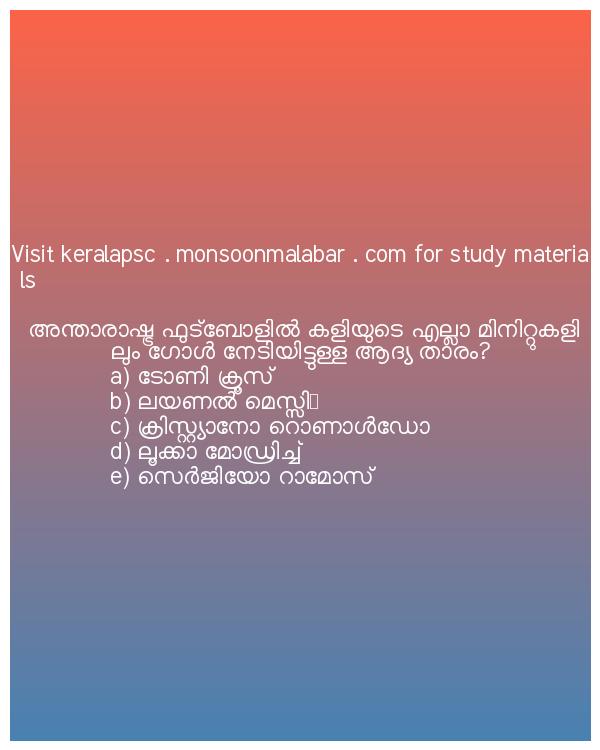 Visit keralapsc . monsoonmalabar . com for study materia
ls
അന്താരാഷ്ട്ര ഫുട്ബോളിൽ കളിയുടെ എല്ലാ മിനിറ്റുകളി
ലും ഗോൾ നേടിയിട്ടുള്ള ആദ്യ താരം?
a) ടോണി ക്രൂസ്
b) ലയണൽ മെസ്സി
c) ക്രിസ്റ്റ്യാനോ റൊണാൾഡോ
d) ലൂക്കാ മോഡ്രിച്ച്
e) സെർജിയോ റാമോസ്